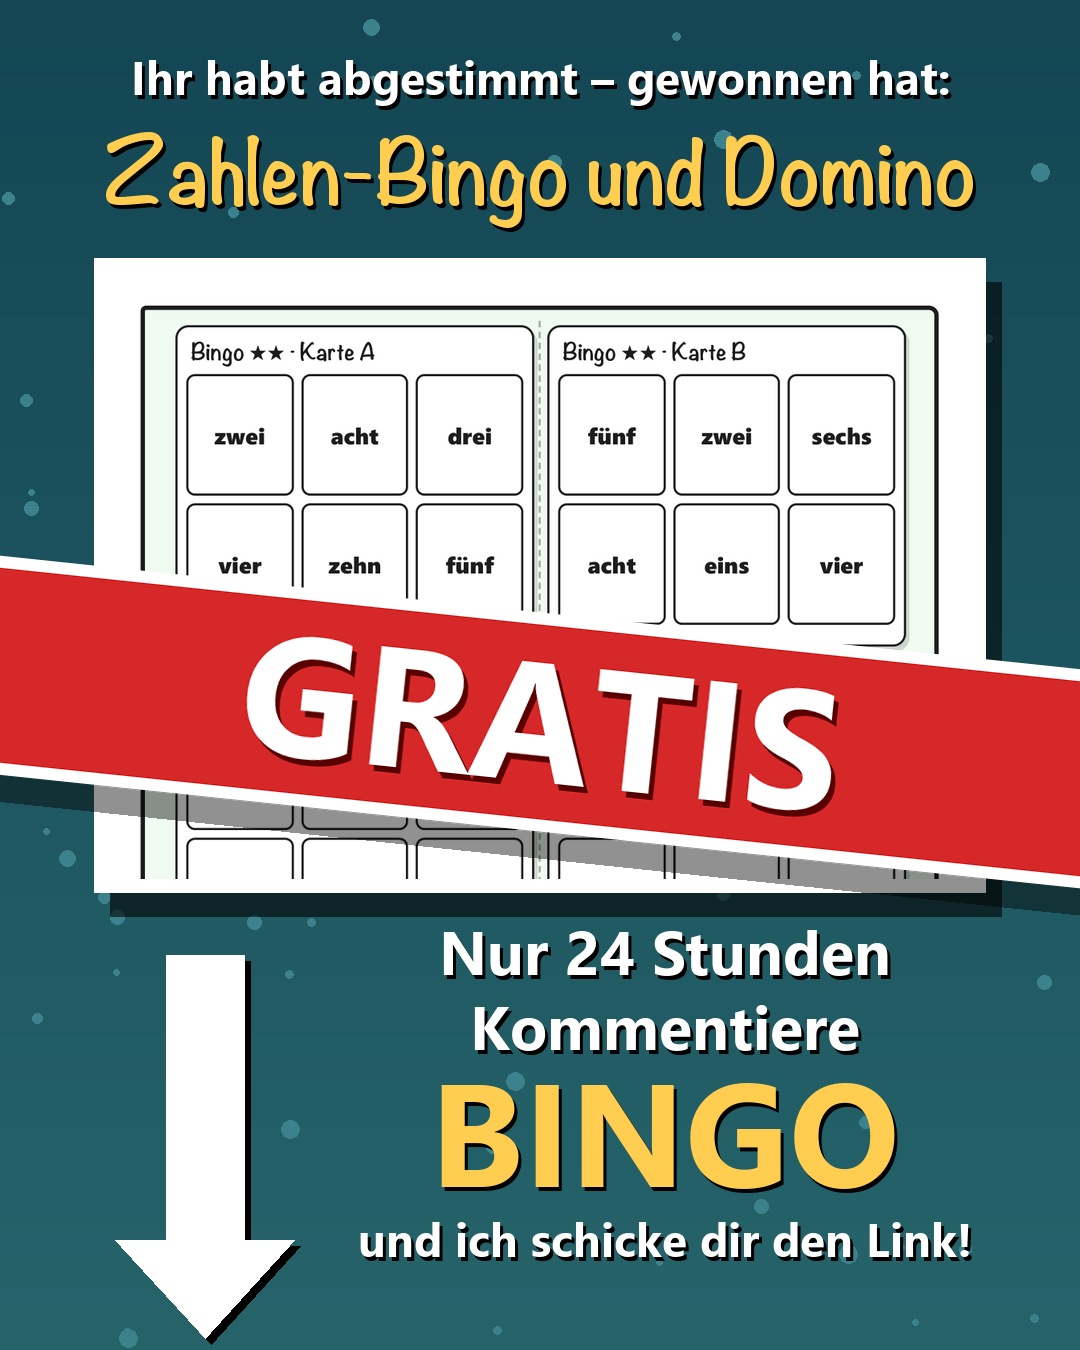 Ihr habt abgestimmt – gewonnen hat:
Zahlen-Bingo und Domino
Bingo ★★ · Karte A
zwei acht drei
vier zehn fünf
Bingo ★★ · Karte B
fünf zwei sechs
acht eins vier
GRATIS
Nur 24 Stunden
Kommentiere
BINGO
und ich schicke dir den Link!